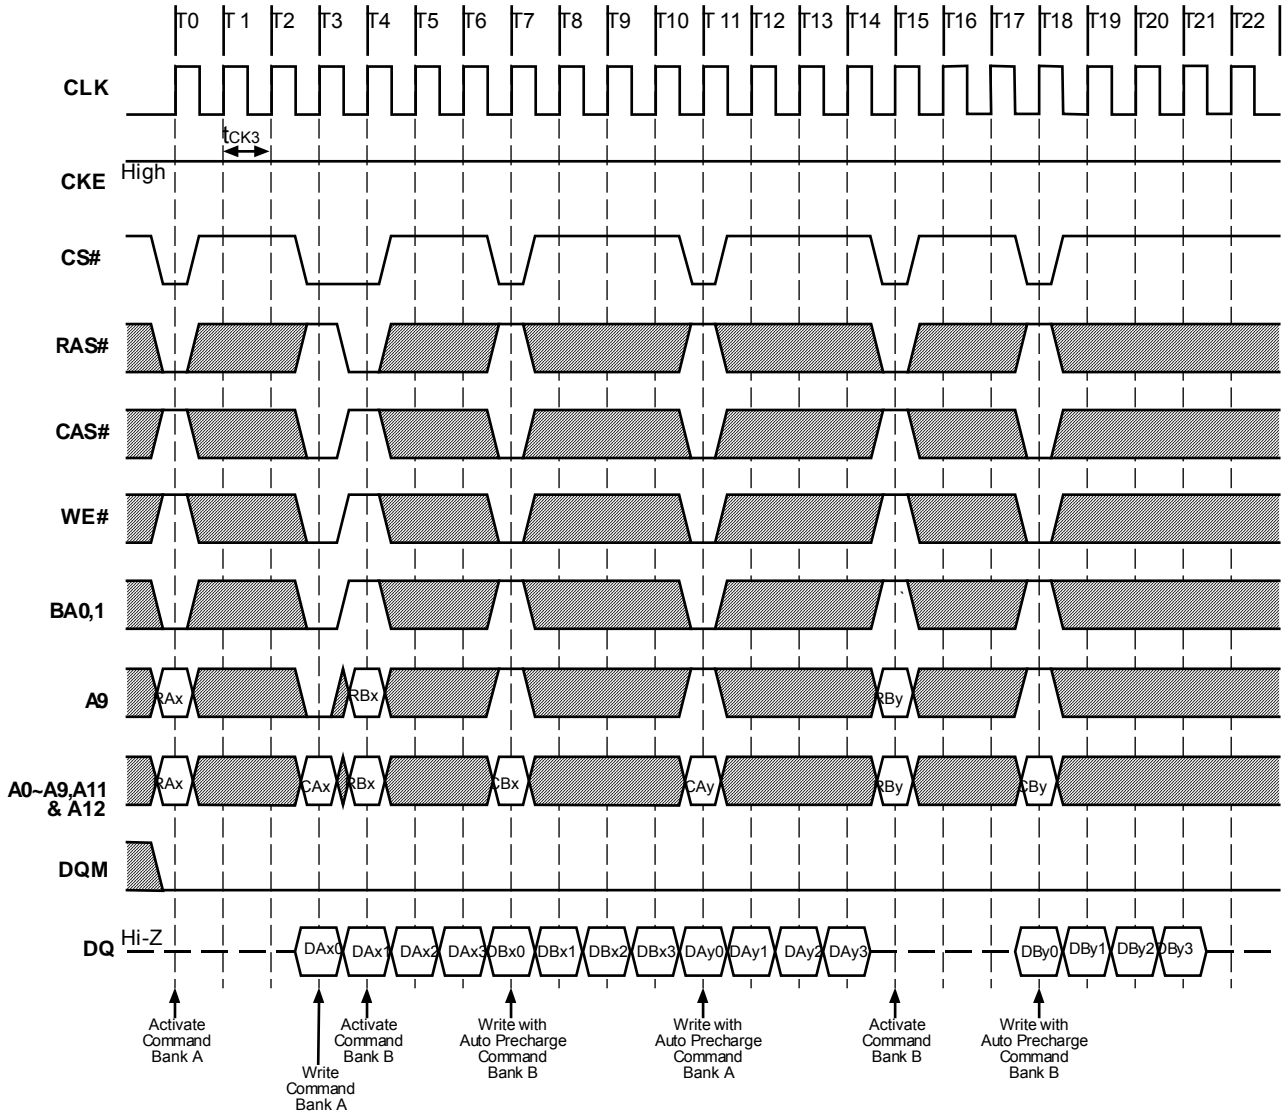 T0 T1 T2 T3 T4 T5 T6 T7 T8 T9 T10 T11 T12 T13 T14 T15 T16 T17 T18 T19 T20 T21 T22
CLK
tCK3
High
CKE
CS#
RAS#
CAS#
WE#
BA0,1
A9 RAx RBx RBy
A0~A9,A11
& A12
RAx CAx RBx CBx CAy RBy CBy
DQM
DQ Hi-Z DAx0 DAx1 DAx2 DAx3 DBx0 DBx1 DBx2 DBx3 DAy0 DAy1 DAy2 DAy3 DBy0 DBy1 DBy2 DBy3
Activate
Command
Bank A
Write
Command
Bank A
Activate
Command
Bank B
Write with
Auto Precharge
Command
Bank B
Write with
Auto Precharge
Command
Bank A
Activate
Command
Bank B
Write with
Auto Precharge
Command
Bank B